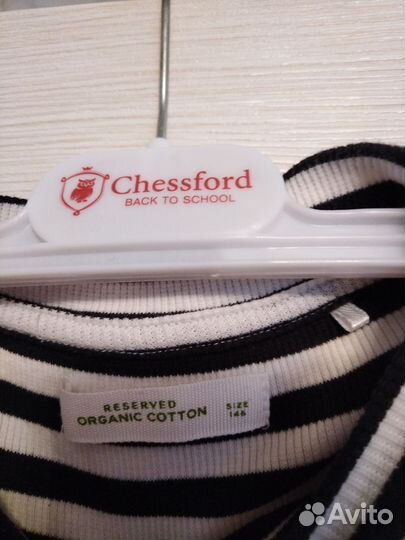 Chessford
BACK TO SCHOOL
RESERVED
ORGANIC COTTON
SIZE
146
Avito